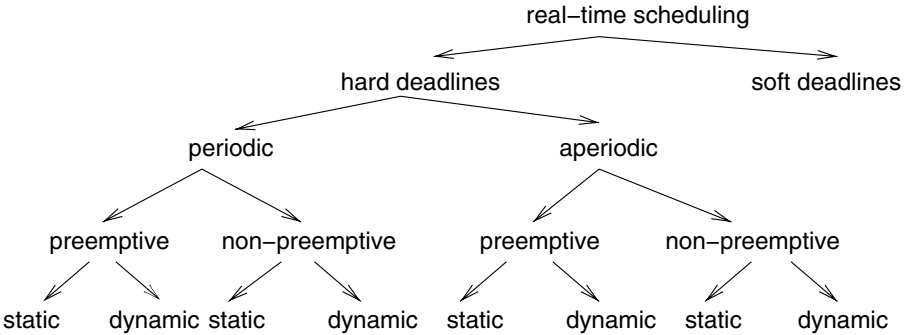 real−time scheduling
hard deadlines soft deadlines
periodic aperiodic
preemptive non−preemptive preemptive non−preemptive
static dynamic static dynamic static dynamic static dynamic